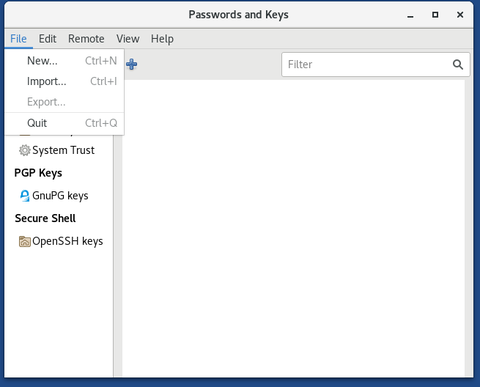 Passwords and Keys
File Edit Remote View Help
New... Ctrl+N
Import... Ctrl+I
Export...
Quit Ctrl+Q
Filter
System Trust
PGP Keys
GnuPG keys
Secure Shell
OpenSSH keys